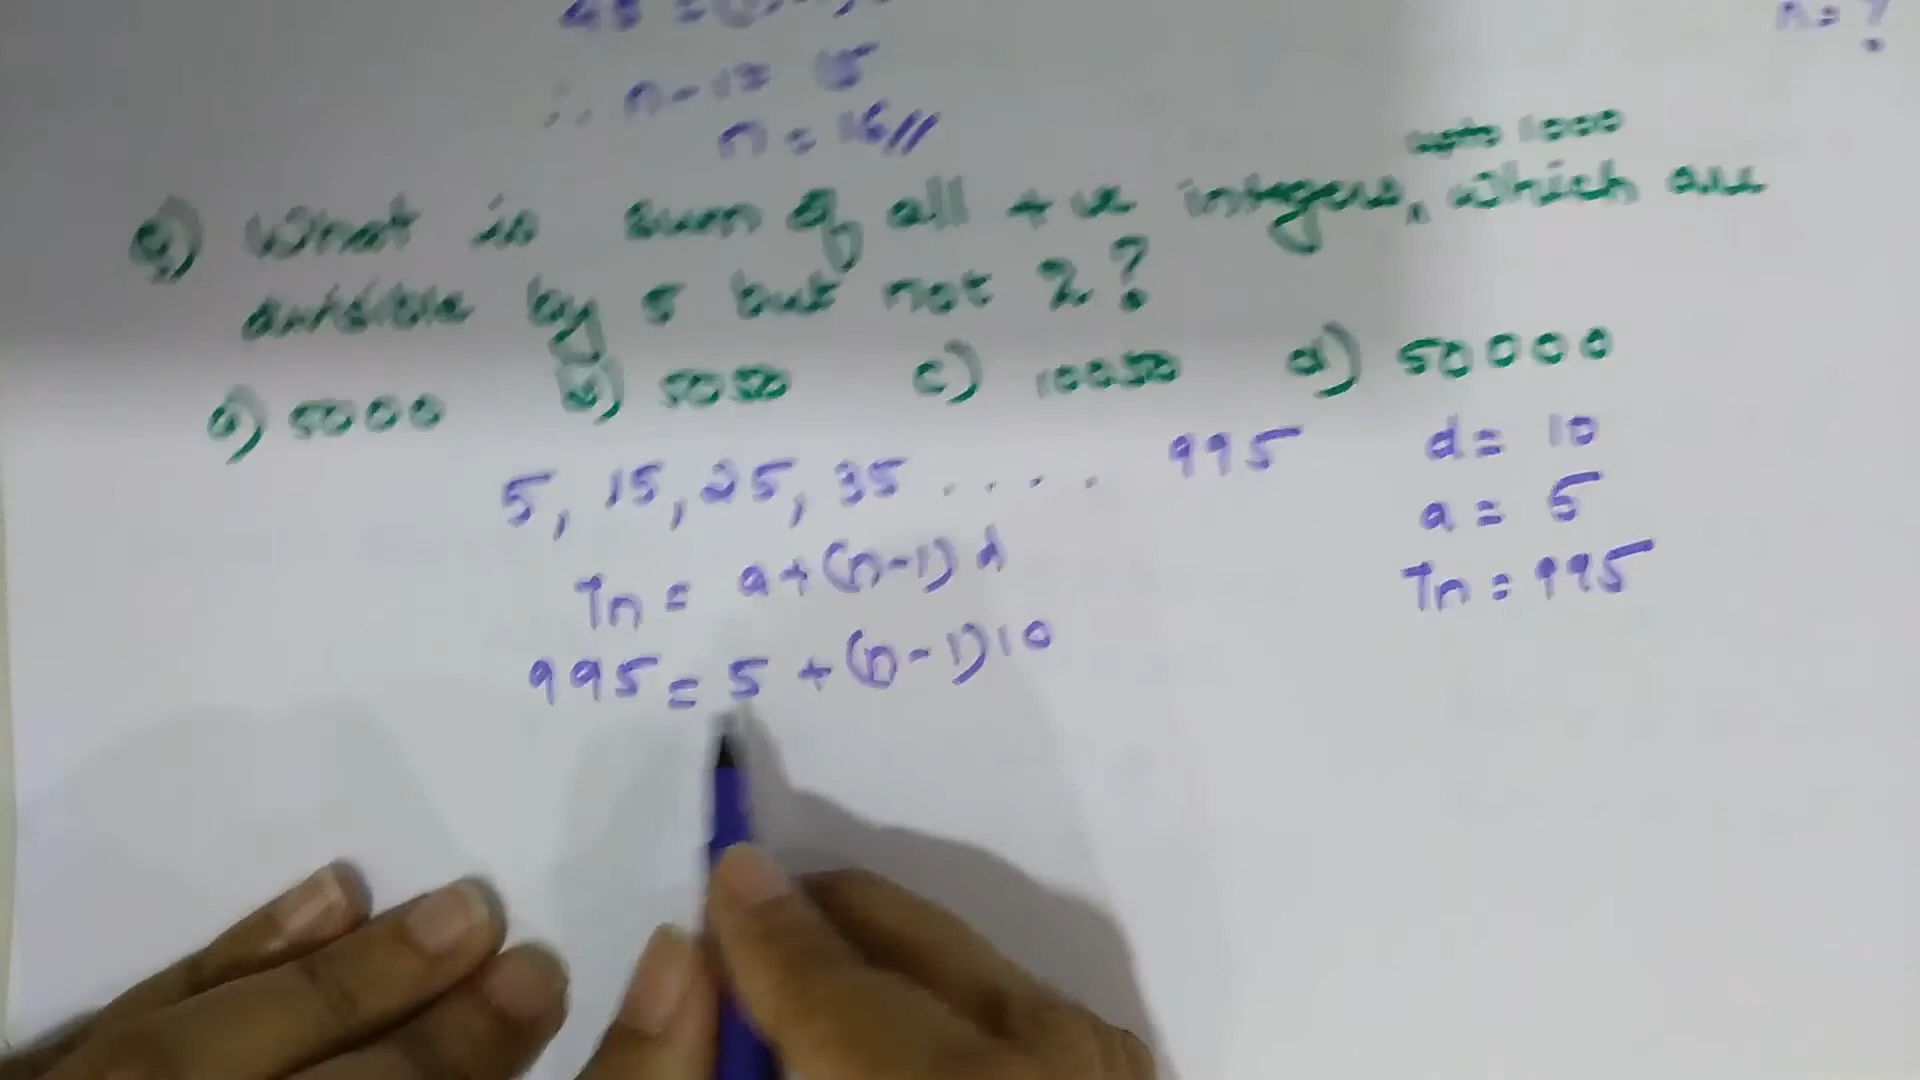 n = ?
∴ n - 1 = 15
n = 16//
upto 1000
Q) What is sum of all +ve integers, which are
divisible by 5 but not 2?
a) 5000 b) 5050 c) 10050 d) 50000
5, 15, 25, 35 ..... 995
d = 10
a = 5
Tn = a + (n-1) d
Tn = 995
995 = 5 + (n-1) 10